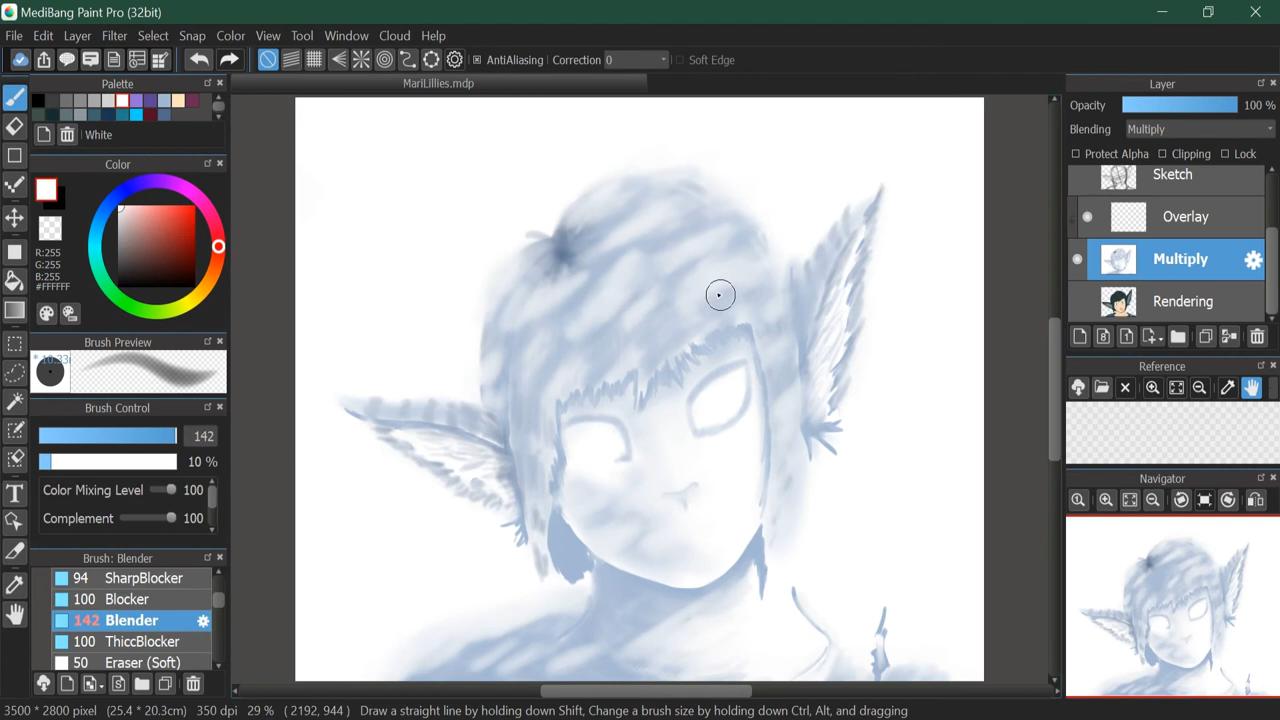 MediBang Paint Pro (32bit)
File Edit Layer Filter Select Snap Color View Tool Window Cloud Help
AntiAliasing Correction 0 Soft Edge
Palette
MariLillies.mdp
Layer
Opacity 100 %
White
Blending Multiply
Protect Alpha Clipping Lock
Color
Sketch
Overlay
Multiply
Rendering
R:255
G:255
B:255
#FFFFFF
Brush Preview
* 10.33
Reference
Brush Control
142
10 %
Color Mixing Level 100
Complement 100
Navigator
Brush: Blender
94 SharpBlocker
100 Blocker
142 Blender
100 ThiccBlocker
50 Eraser (Soft)
3500 * 2800 pixel (25.4 * 20.3cm) 350 dpi 29 % ( 2192, 944 ) Draw a straight line by holding down Shift, Change a brush size by holding down Ctrl, Alt, and dragging